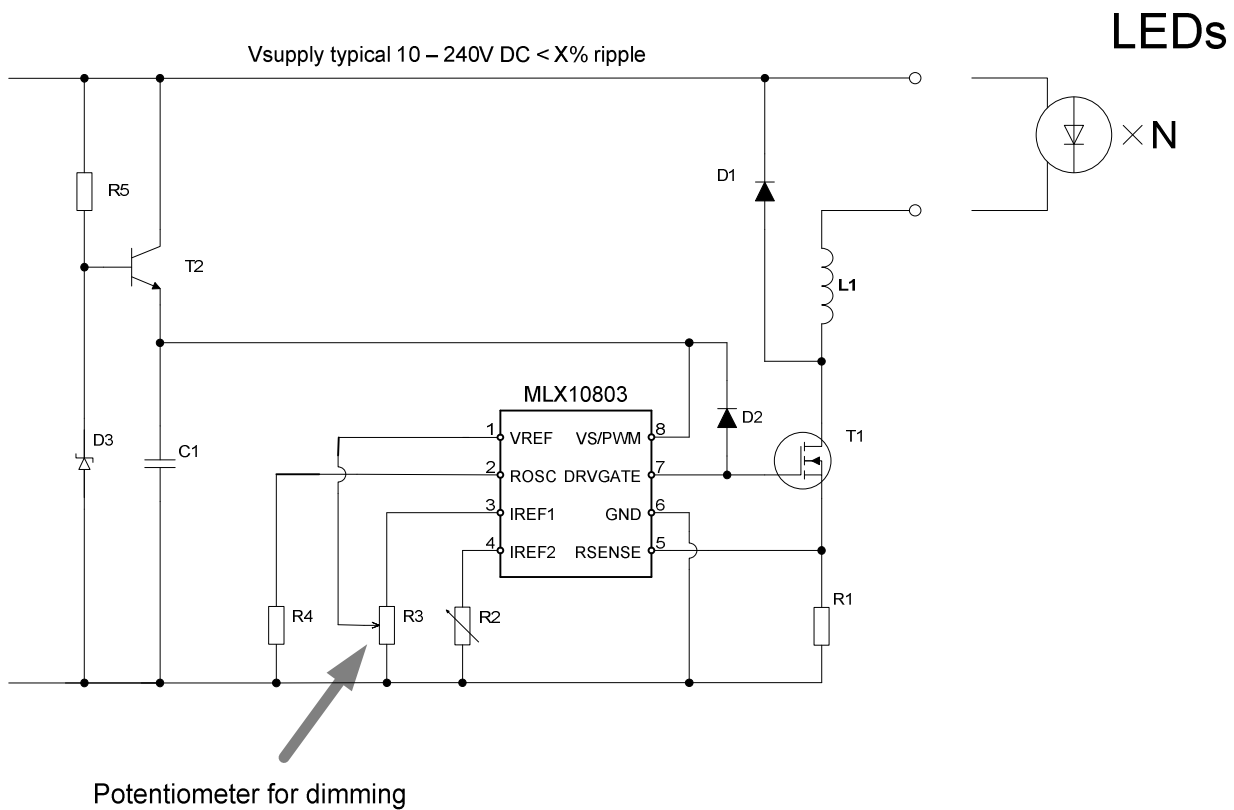 LEDs
Vsupply typical 10 – 240V DC < X% ripple
×N
D1
R5
T2
L1
MLX10803
D2
T1
D3
C1
1 VREF VS/PWM 8
2 ROSC DRVGATE 7
3 IREF1 GND 6
4 IREF2 RSENSE 5
R4
R3
R2
R1
Potentiometer for dimming